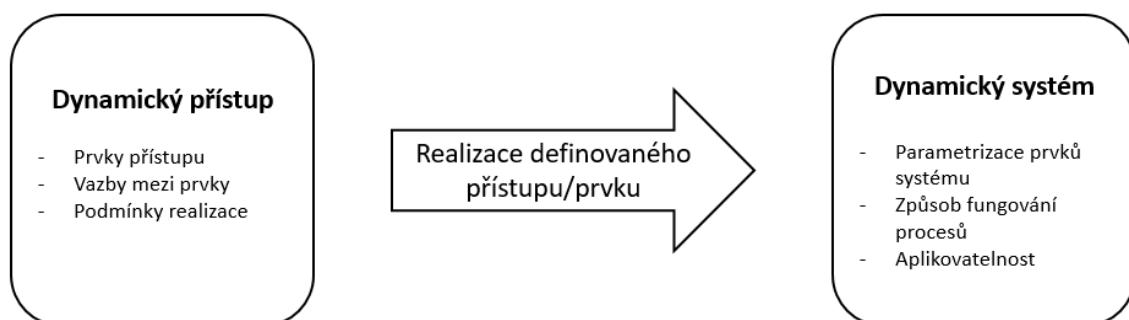 Dynamický přístup
- Prvky přístupu
- Vazby mezi prvky
- Podmínky realizace
Realizace definovaného
přístupu/prvku
Dynamický systém
- Parametrizace prvků
systému
- Způsob fungování
procesů
- Aplikovatelnost